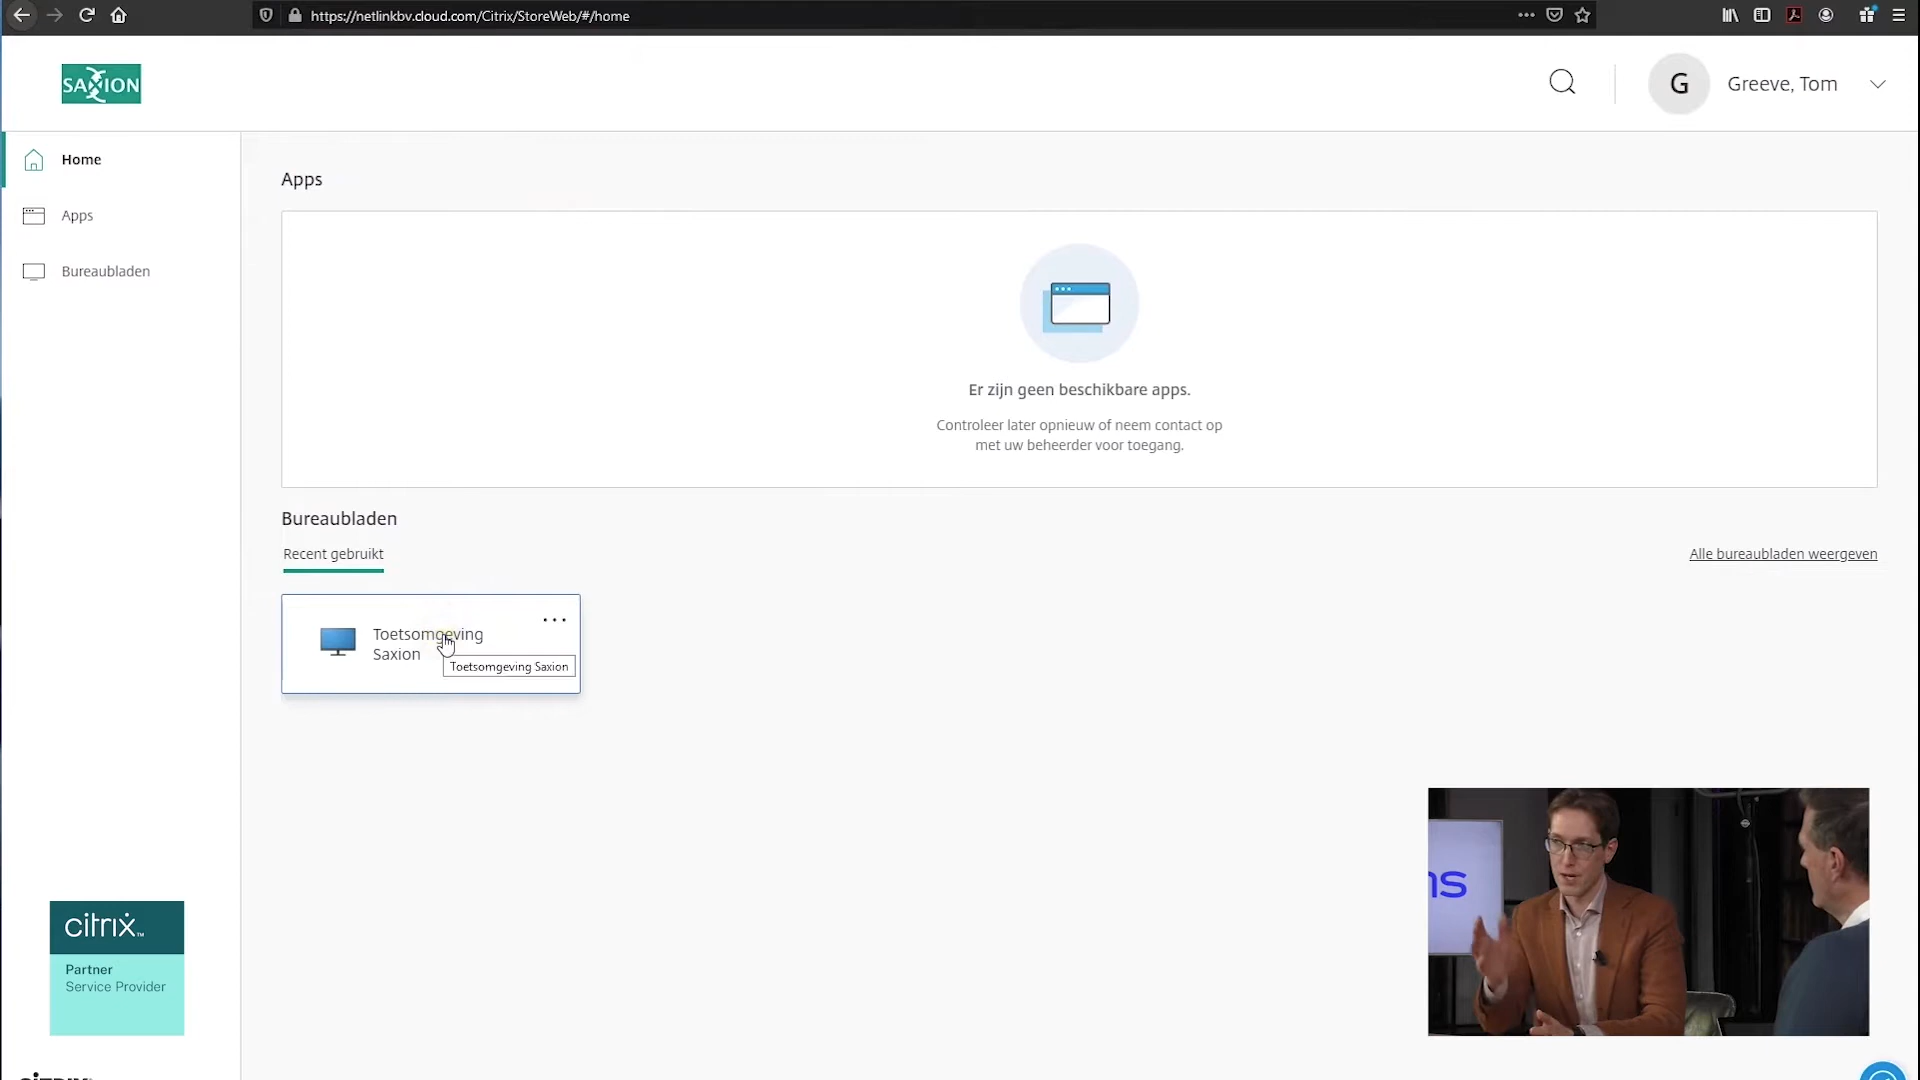 https://netlinkbv.cloud.com/Citrix/StoreWeb/#/home
SAXION
G
Greeve, Tom
Home
Apps
Bureaubladen
Apps
Er zijn geen beschikbare apps.
Controleer later opnieuw of neem contact op
met uw beheerder voor toegang.
Bureaubladen
Recent gebruikt
Alle bureaubladen weergeven
Toetsomgeving
Saxion
Toetsomgeving Saxion
citrix™
Partner
Service Provider
ns